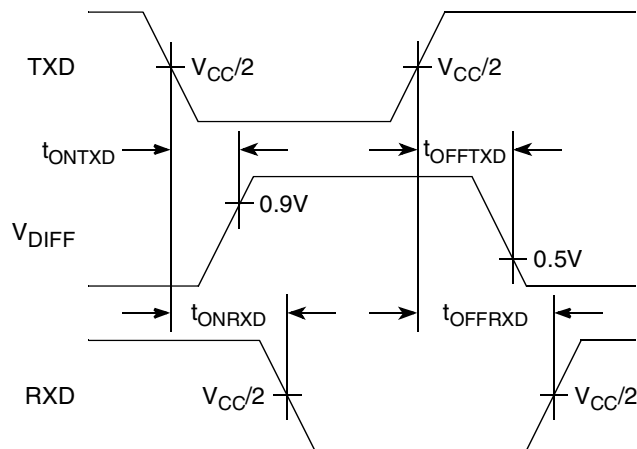 TXD
V_CC/2
V_CC/2
t_ONTXD
t_OFFTXD
0.9V
V_DIFF
0.5V
t_ONRXD
t_OFFRXD
RXD
V_CC/2
V_CC/2